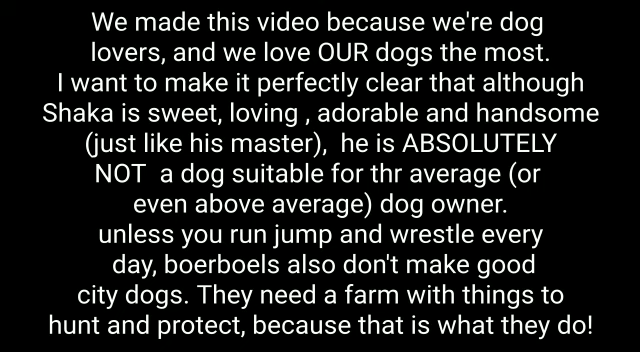 We made this video because we're dog
lovers, and we love OUR dogs the most.
I want to make it perfectly clear that although
Shaka is sweet, loving , adorable and handsome
(just like his master),  he is ABSOLUTELY
NOT  a dog suitable for thr average (or
even above average) dog owner.
unless you run jump and wrestle every
day, boerboels also don't make good
city dogs. They need a farm with things to
hunt and protect, because that is what they do!